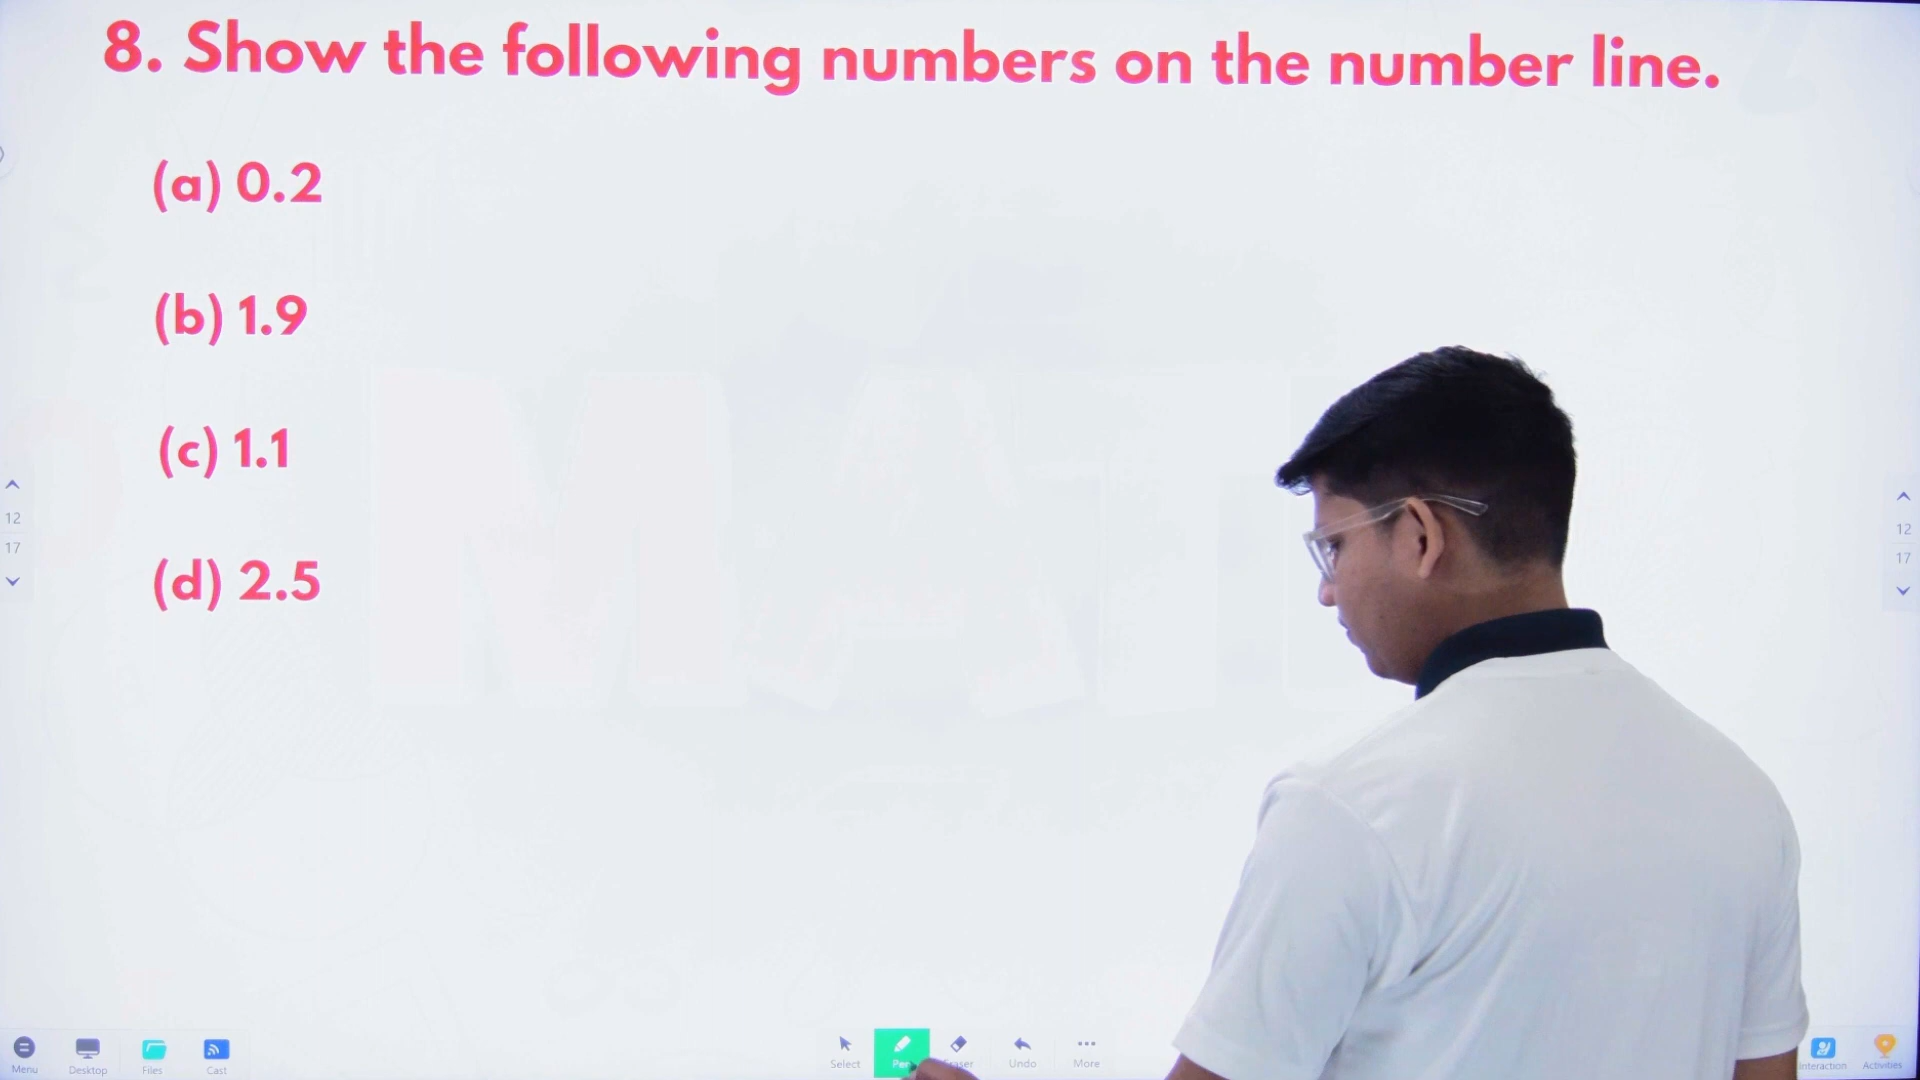 8. Show the following numbers on the number line.
(a) 0.2
(b) 1.9
(c) 1.1
(d) 2.5
12
17
12
17
Menu
Desktop
Files
Cast
Select
Undo
More
Interaction
Activities